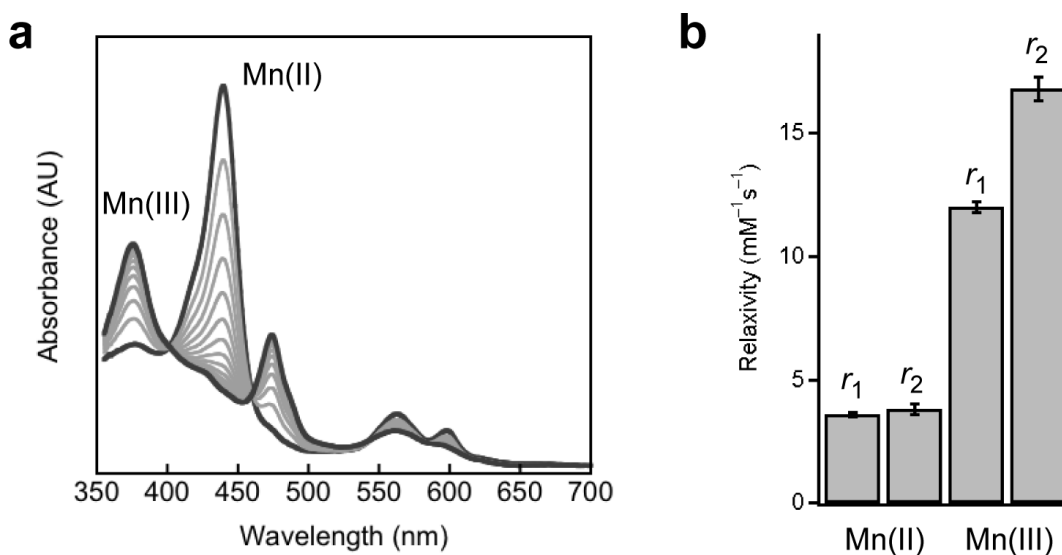 a
Mn(II)
Mn(III)
Absorbance (AU)
350 400 450 500 550 600 650 700
Wavelength (nm)
b
r2
r1
r1 r2
Relaxivity (mM⁻¹s⁻¹)
15
10
5
0
Mn(II) Mn(III)